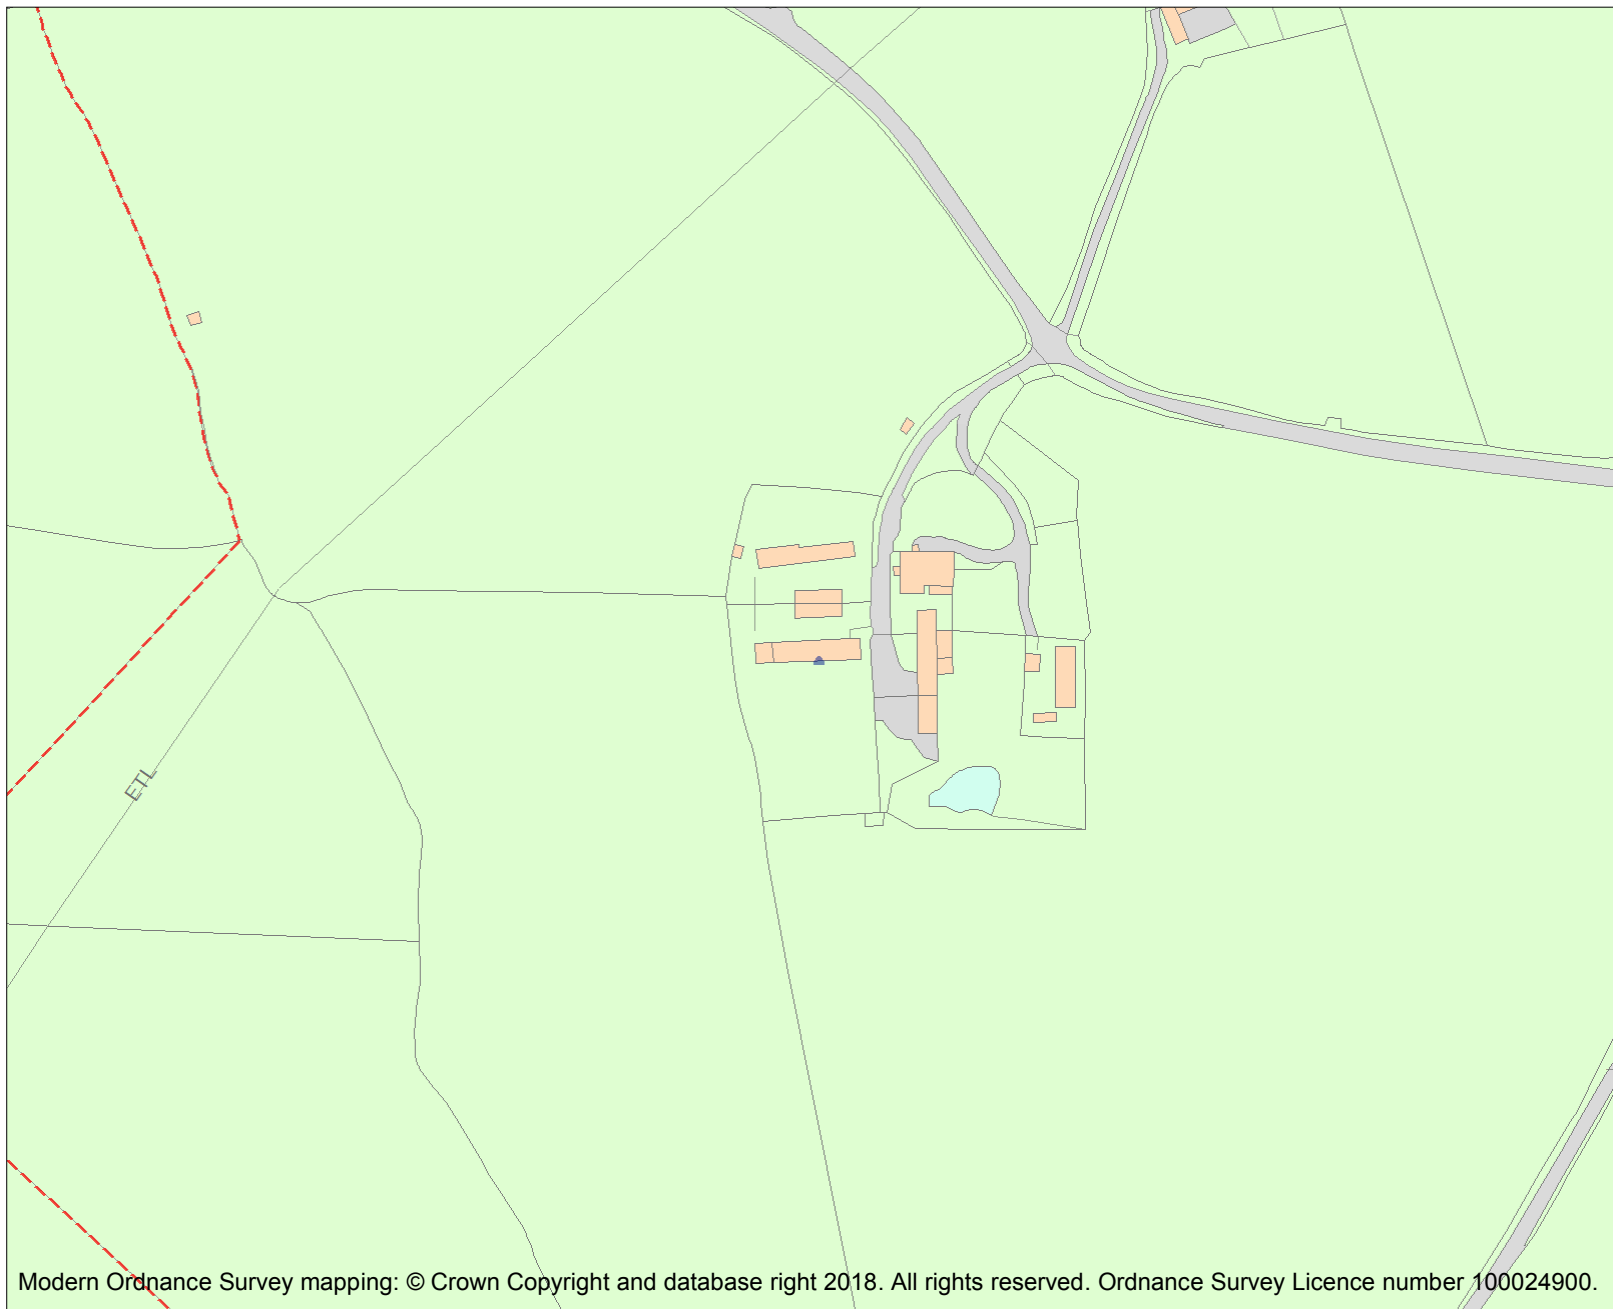 ETL
Modern Ordnance Survey mapping: © Crown Copyright and database right 2018. All rights reserved. Ordnance Survey Licence number 100024900.